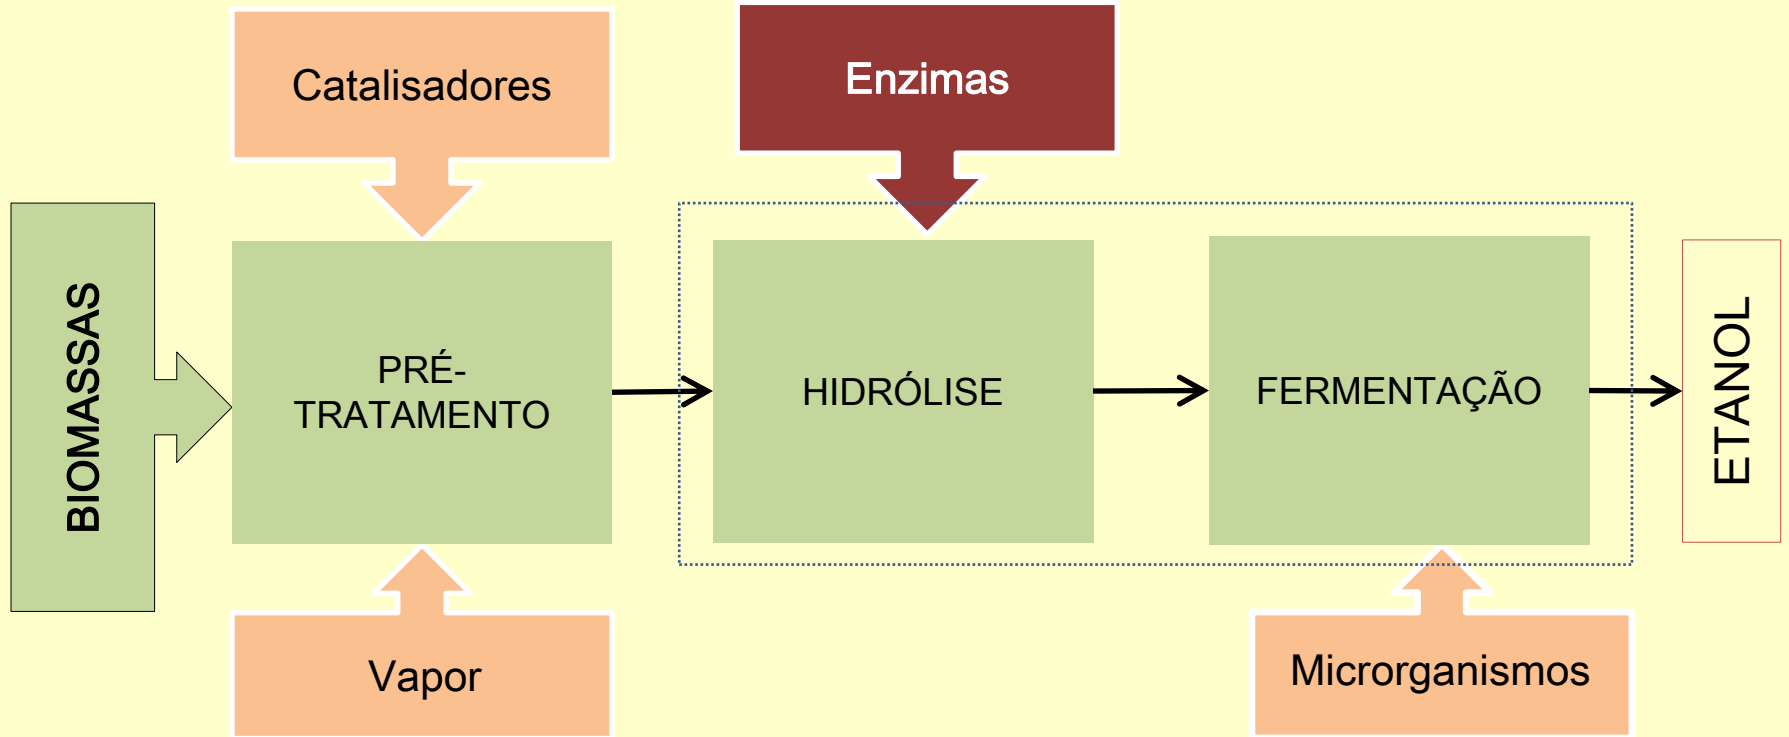 Catalisadores
Enzimas
BIOMASSAS
PRÉ-
TRATAMENTO
HIDRÓLISE
FERMENTAÇÃO
ETANOL
Vapor
Microrganismos